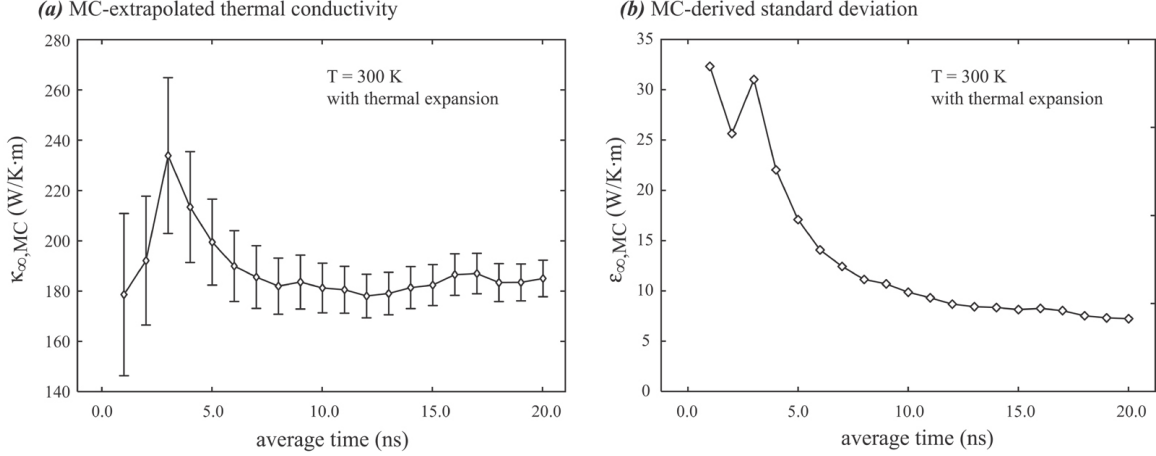 (a) MC-extrapolated thermal conductivity
280
260
240
220
200
180
160
140
κ∞,MC (W/K·m)
T = 300 K
with thermal expansion
0.0
5.0
10.0
15.0
20.0
average time (ns)
(b) MC-derived standard deviation
35
30
25
20
15
10
5
0
ε∞,MC (W/K·m)
T = 300 K
with thermal expansion
0.0
5.0
10.0
15.0
20.0
average time (ns)